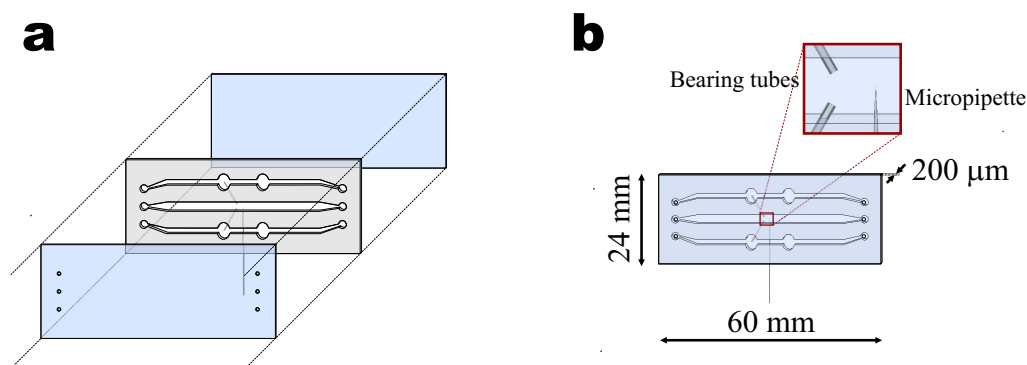 a
b
Bearing tubes
Micropipette
200 μm
24 mm
60 mm